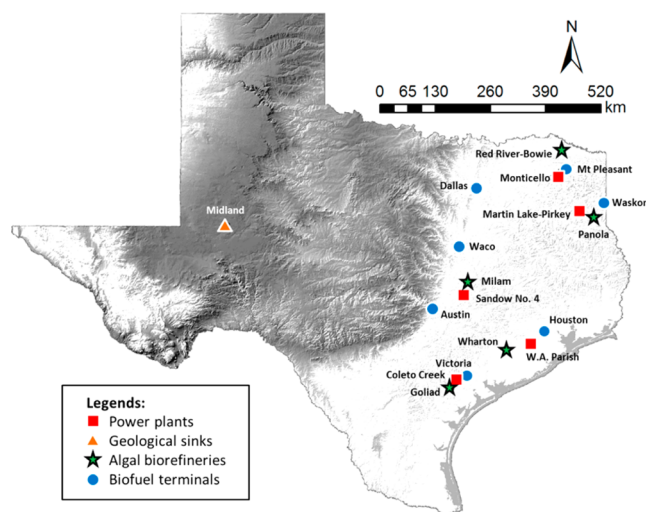 N
0 65 130 260 390 520
km
Red River-Bowie
Mt Pleasant
Monticello
Dallas
Waskom
Martin Lake-Pirkey
Midland
Panola
Waco
Milam
Sandow No. 4
Austin
Houston
Wharton
W.A. Parish
Victoria
Coleto Creek
Goliad
Legends:
Power plants
Geological sinks
Algal biorefineries
Biofuel terminals